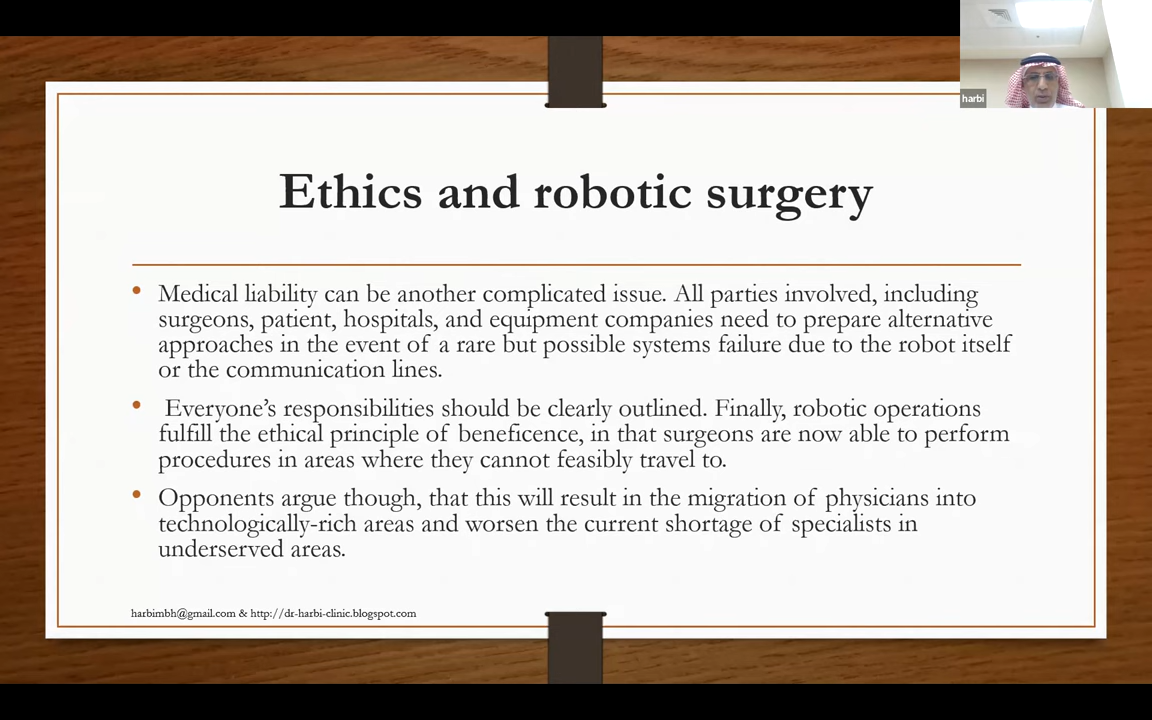 harbi
Ethics and robotic surgery
• Medical liability can be another complicated issue. All parties involved, including
surgeons, patient, hospitals, and equipment companies need to prepare alternative
approaches in the event of a rare but possible systems failure due to the robot itself
or the communication lines.
• Everyone’s responsibilities should be clearly outlined. Finally, robotic operations
fulfill the ethical principle of beneficence, in that surgeons are now able to perform
procedures in areas where they cannot feasibly travel to.
• Opponents argue though, that this will result in the migration of physicians into
technologically-rich areas and worsen the current shortage of specialists in
underserved areas.
harbimbh@gmail.com & http://dr-harbi-clinic.blogspot.com